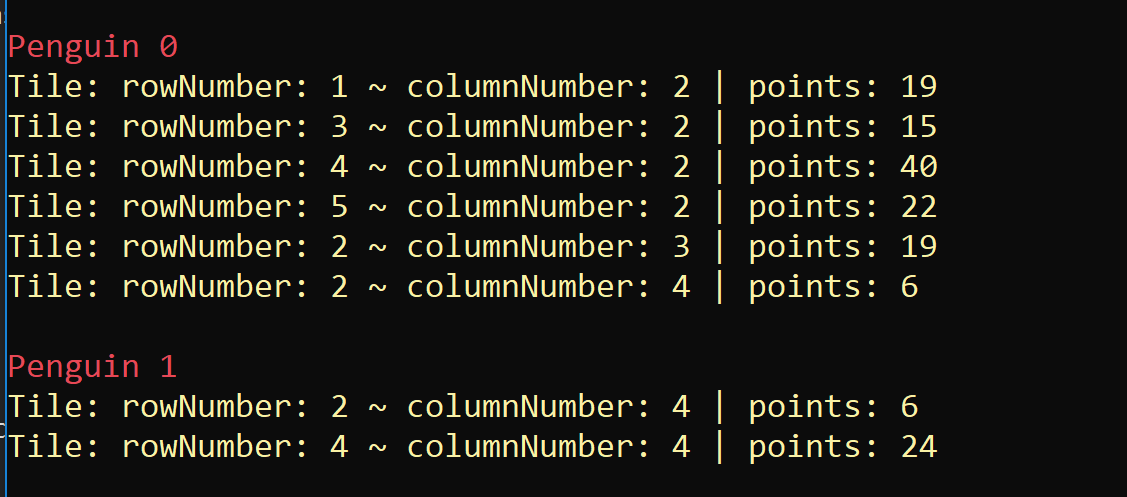 Penguin 0
Tile: rowNumber: 1 ~ columnNumber: 2 | points: 19
Tile: rowNumber: 3 ~ columnNumber: 2 | points: 15
Tile: rowNumber: 4 ~ columnNumber: 2 | points: 40
Tile: rowNumber: 5 ~ columnNumber: 2 | points: 22
Tile: rowNumber: 2 ~ columnNumber: 3 | points: 19
Tile: rowNumber: 2 ~ columnNumber: 4 | points: 6
Penguin 1
Tile: rowNumber: 2 ~ columnNumber: 4 | points: 6
Tile: rowNumber: 4 ~ columnNumber: 4 | points: 24